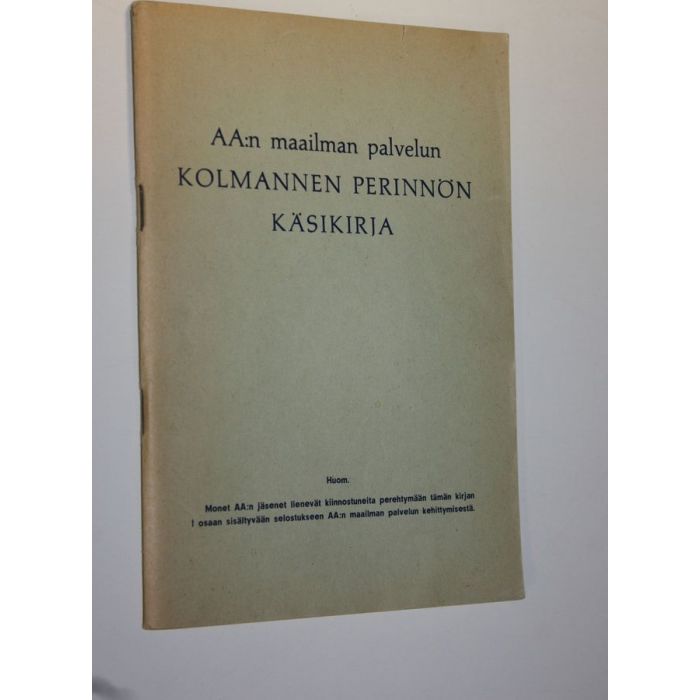 AA:n maailman palvelun
KOLMANNEN PERINNÖN
KÄSIKIRJA
Huom.
Monet AA:n jäsenet lienevät kiinnostuneita perehtymään tämän kirjan
I osaan sisältyvään selostukseen AA:n maailman palvelun kehittymisestä.